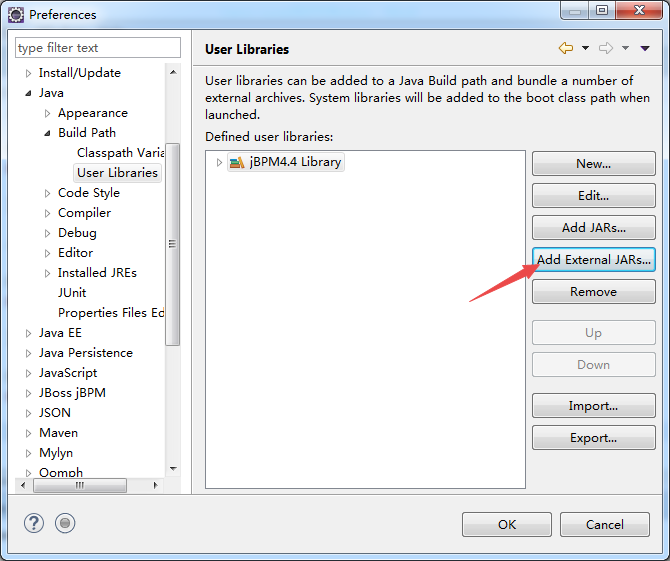 Preferences
type filter text
Install/Update
Java
Appearance
Build Path
Classpath Varia
User Libraries
Code Style
Compiler
Debug
Editor
Installed JREs
JUnit
Properties Files Ed
Java EE
Java Persistence
JavaScript
JBoss jBPM
JSON
Maven
Mylyn
Oomph
User Libraries
User libraries can be added to a Java Build path and bundle a number of
external archives. System libraries will be added to the boot class path when
launched.
Defined user libraries:
jBPM4.4 Library
New...
Edit...
Add JARs...
Add External JARs...
Remove
Up
Down
Import...
Export...
OK
Cancel